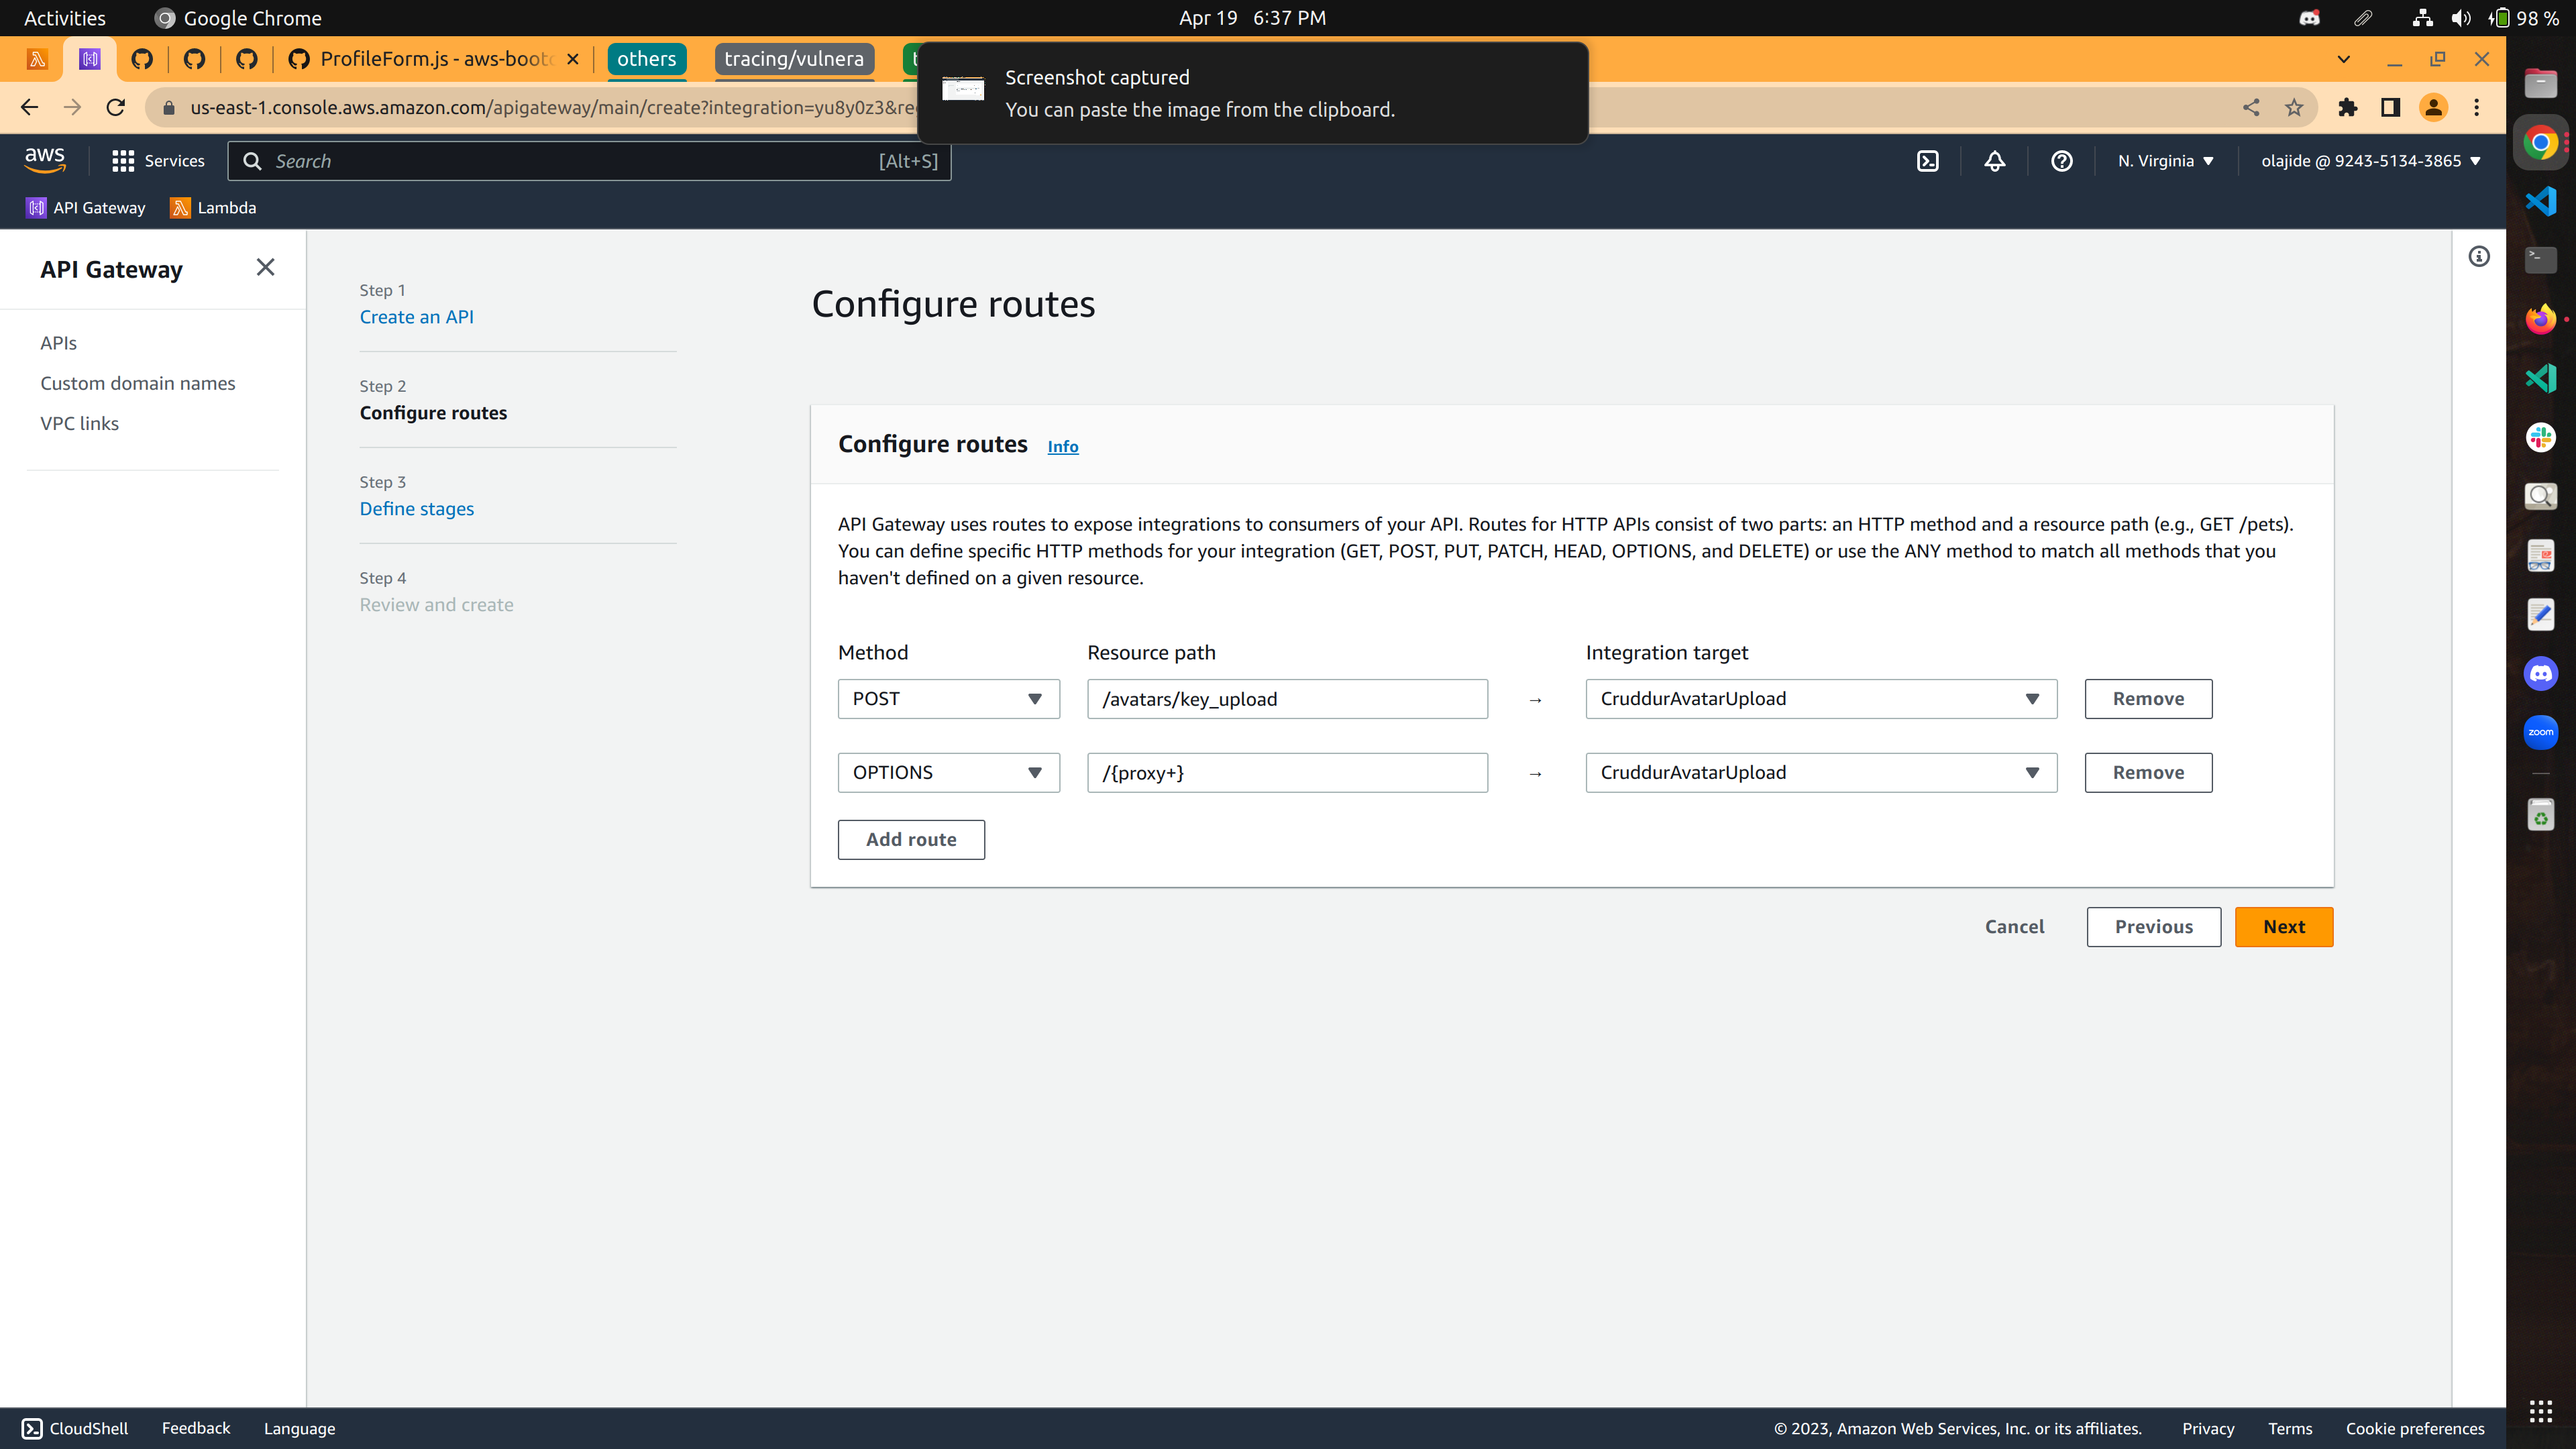 Activities
Google Chrome
Apr 19 6:37 PM
98 %
ProfileForm.js - aws-bootc
others
tracing/vulnera
Screenshot captured
You can paste the image from the clipboard.
us-east-1.console.aws.amazon.com/apigateway/main/create?integration=yu8y0z3&re
aws
Services
Search
[Alt+S]
N. Virginia
olajide @ 9243-5134-3865
API Gateway
Lambda
API Gateway
APIs
Custom domain names
VPC links
Step 1
Create an API
Step 2
Configure routes
Step 3
Define stages
Step 4
Review and create
Configure routes
Configure routes Info
API Gateway uses routes to expose integrations to consumers of your API. Routes for HTTP APIs consist of two parts: an HTTP method and a resource path (e.g., GET /pets).
You can define specific HTTP methods for your integration (GET, POST, PUT, PATCH, HEAD, OPTIONS, and DELETE) or use the ANY method to match all methods that you
haven't defined on a given resource.
Method Resource path Integration target
POST /avatars/key_upload → CruddurAvatarUpload Remove
OPTIONS /{proxy+} → CruddurAvatarUpload Remove
Add route
Cancel Previous Next
zoom
CloudShell Feedback Language
© 2023, Amazon Web Services, Inc. or its affiliates. Privacy Terms Cookie preferences